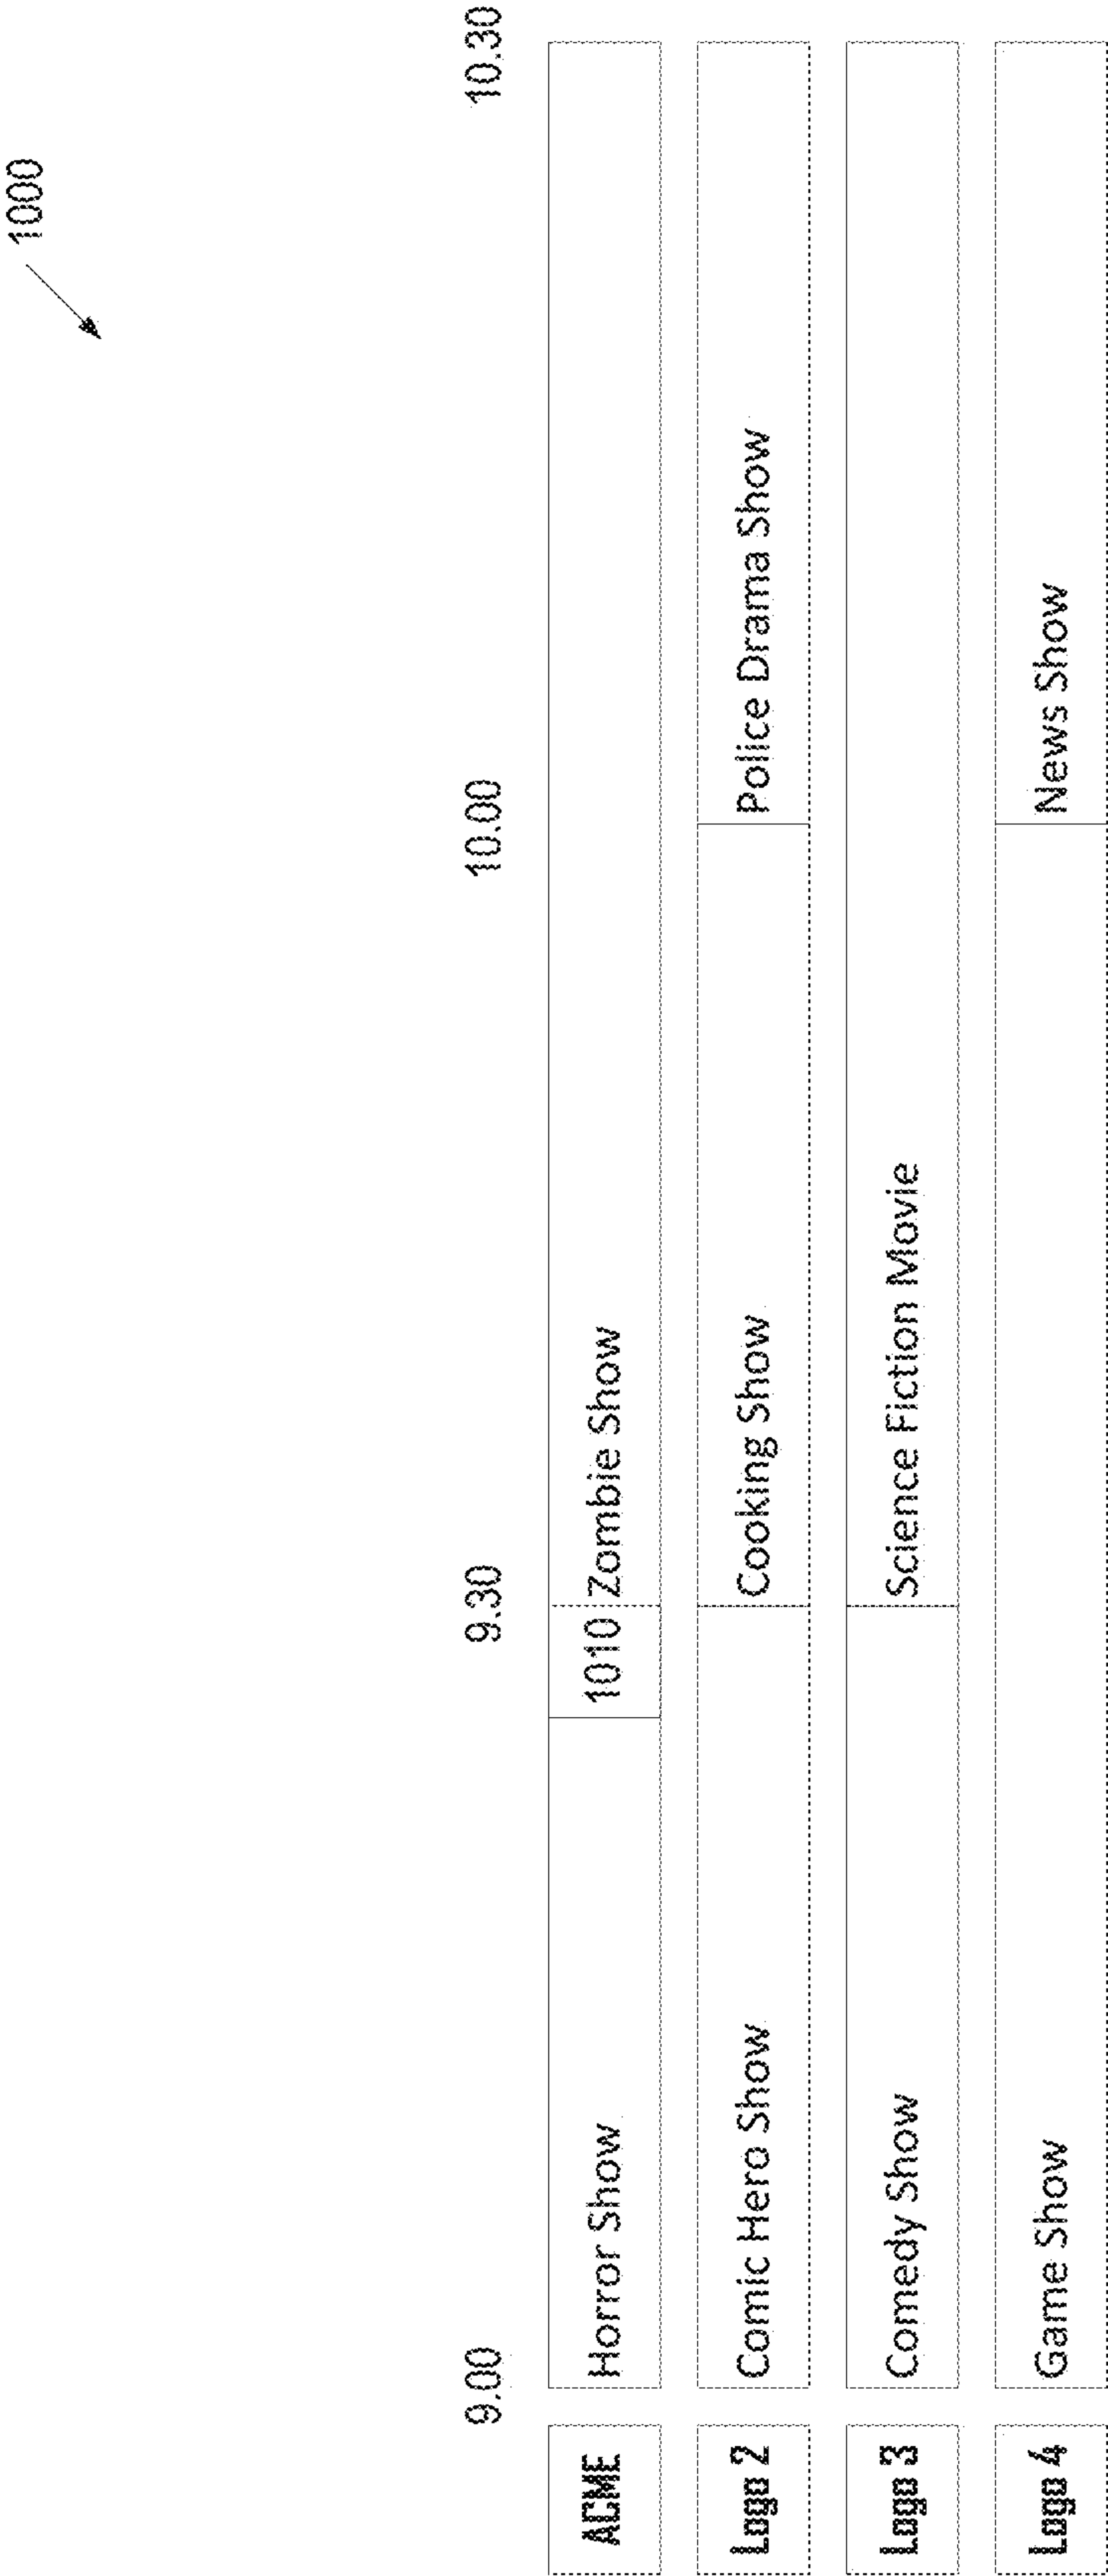 1000
9.00 9.30 10.00 10.30
ACME Horror Show 1010 Zombie Show
Logo 2 Comic Hero Show Cooking Show Police Drama Show
Logo 3 Comedy Show Science Fiction Movie
Logo 4 Game Show News Show